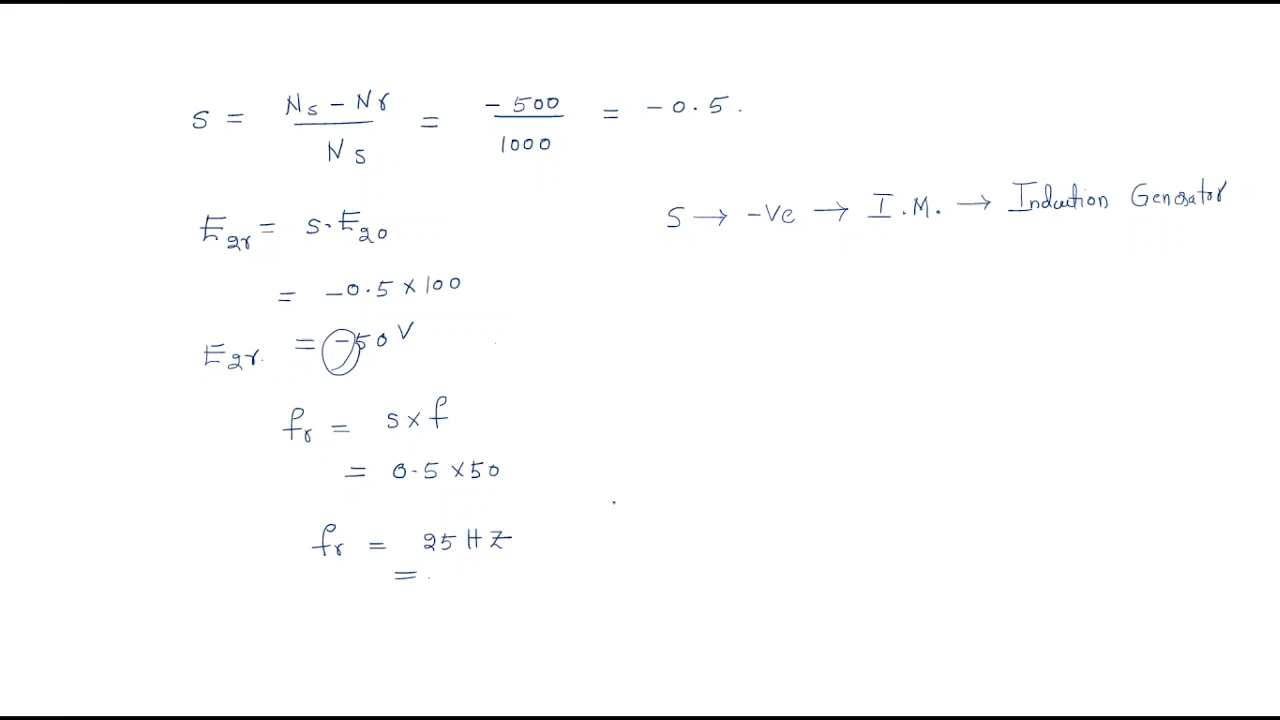 S = Ns - Nr / Ns = -500 / 1000 = -0.5.
E2r = s.E20
S → -Ve → I.M. → Induction Generator
= -0.5 × 100
E2r. = -50 V
fr = s × f
= 0.5 × 50
fr = 25 HZ
=